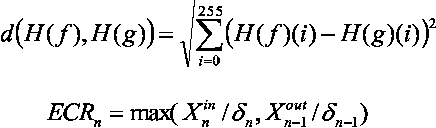 d(H(f), H(g)) = √(∑_{i=0}^{255} (H(f)(i) − H(g)(i))²)
ECR_n = max( X_n^{in} / δ_n , X_{n−1}^{out} / δ_{n−1})